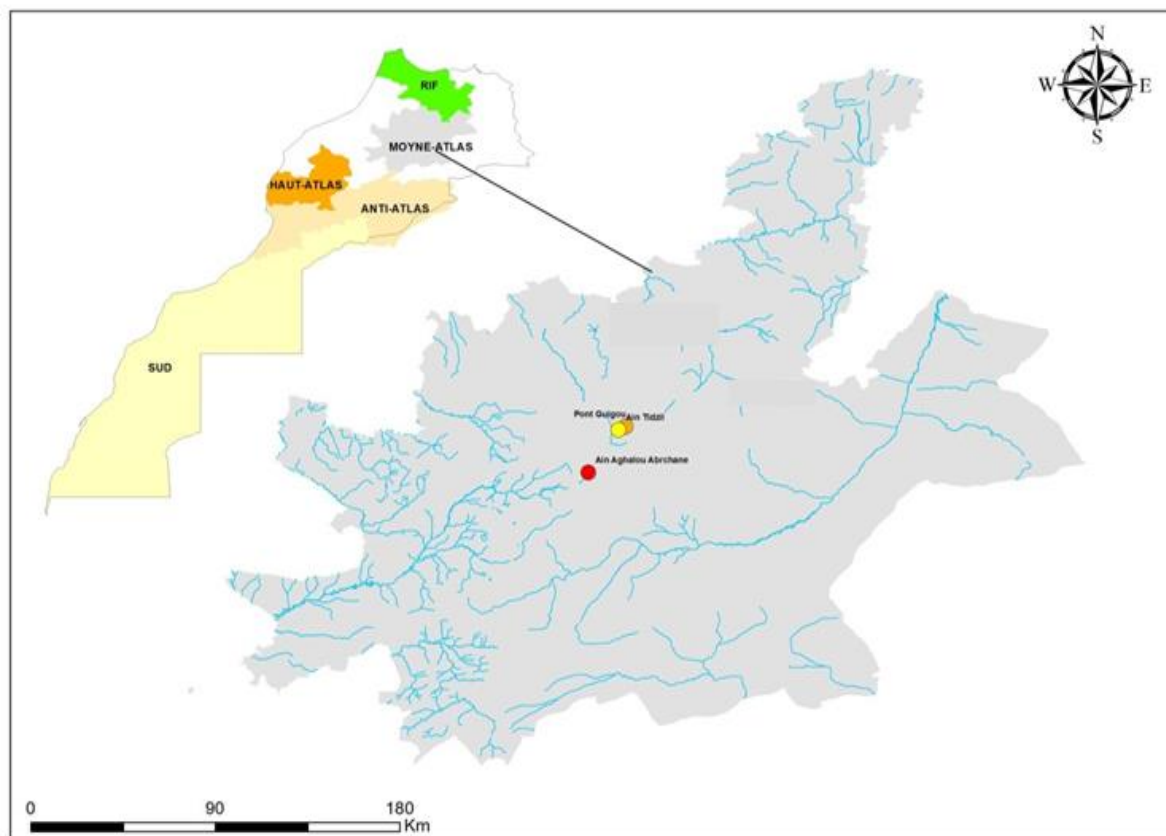 N
W E
S
RIF
MOYNE-ATLAS
HAUT-ATLAS
ANTI-ATLAS
SUD
Pont Guigou Ain Tidzil
Ain Aghalou Abrchane
0 90 180
Km